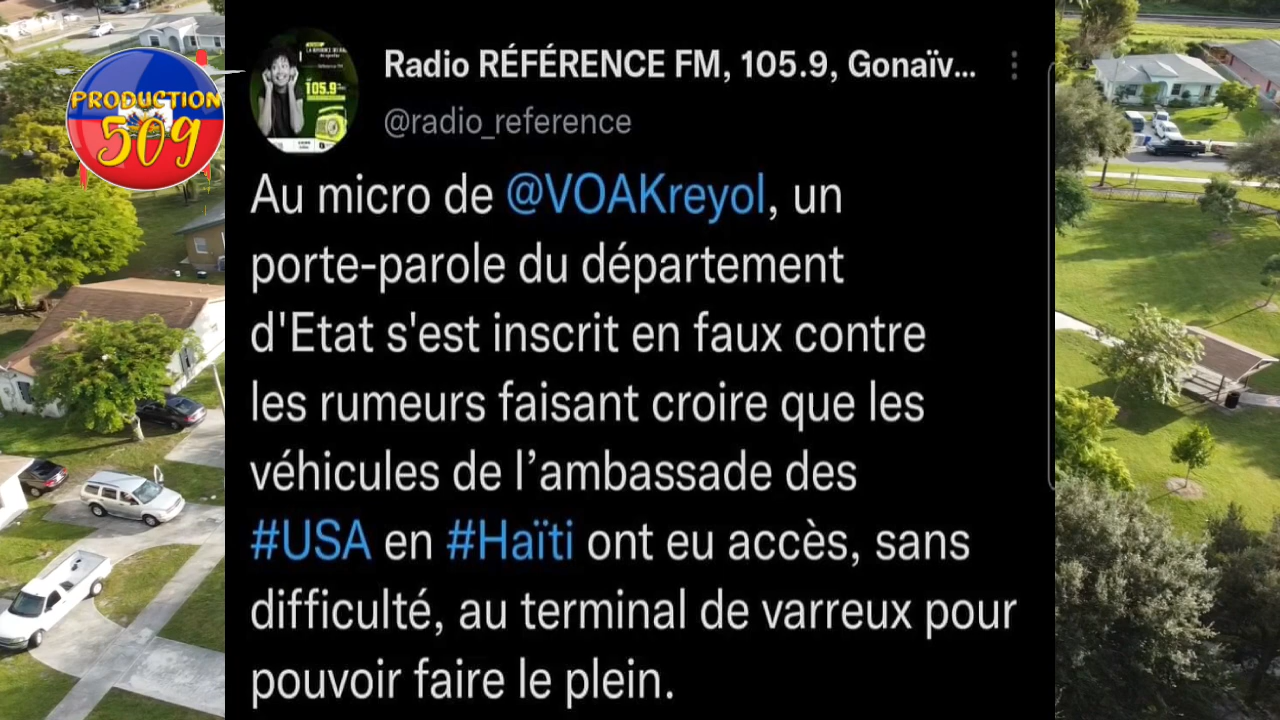 PRODUCTION
509
105.9
Radio RÉFÉRENCE FM, 105.9, Gonaïv...
@radio_reference
Au micro de @VOAKreyol, un
porte-parole du département
d'Etat s'est inscrit en faux contre
les rumeurs faisant croire que les
véhicules de l’ambassade des
#USA en #Haïti ont eu accès, sans
difficulté, au terminal de varreux pour
pouvoir faire le plein.